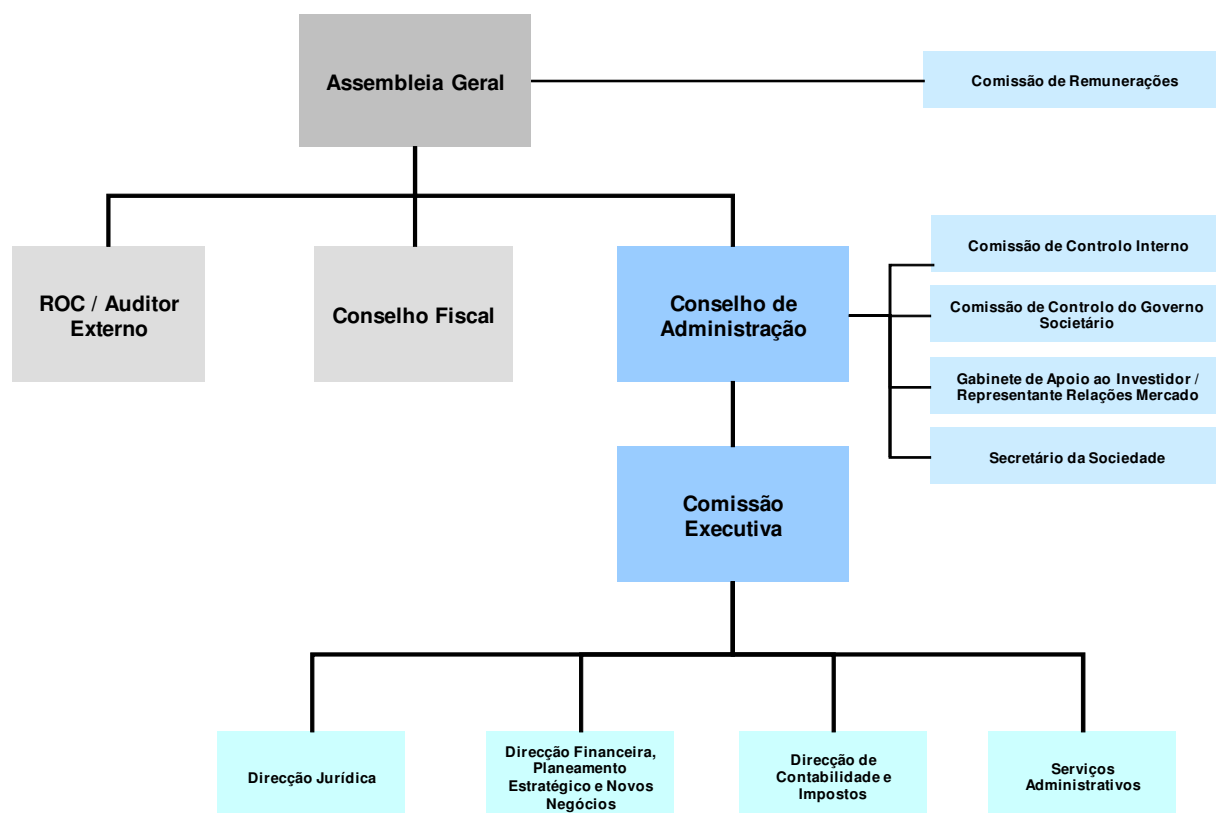 Assembleia Geral
Comissão de Remunerações
ROC / Auditor
Externo
Conselho Fiscal
Conselho de
Administração
Comissão de Controlo Interno
Comissão de Controlo do Governo
Societário
Gabinete de Apoio ao Investidor /
Representante Relações Mercado
Secretário da Sociedade
Comissão
Executiva
Direcção Jurídica
Direcção Financeira,
Planeamento
Estratégico e Novos
Negócios
Direcção de
Contabilidade e
Impostos
Serviços
Administrativos